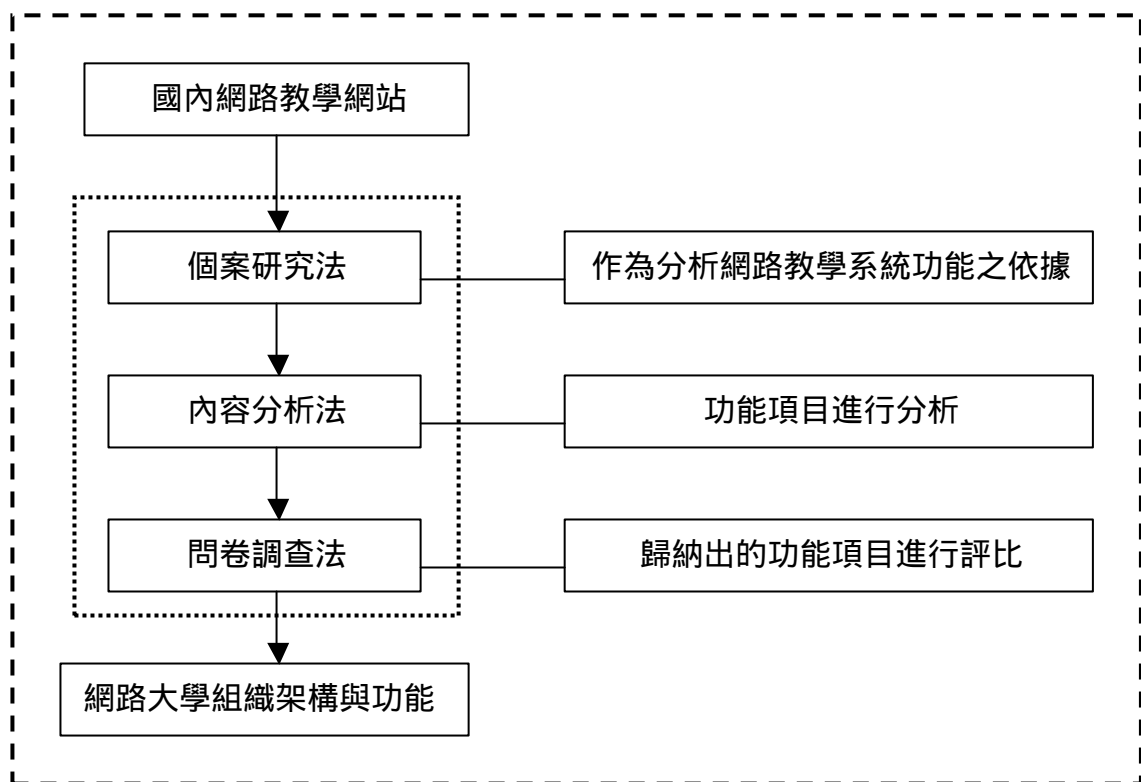 國內網路教學網站
個案研究法
作為分析網路教學系統功能之依據
內容分析法
功能項目進行分析
問卷調查法
歸納出的功能項目進行評比
網路大學組織架構與功能